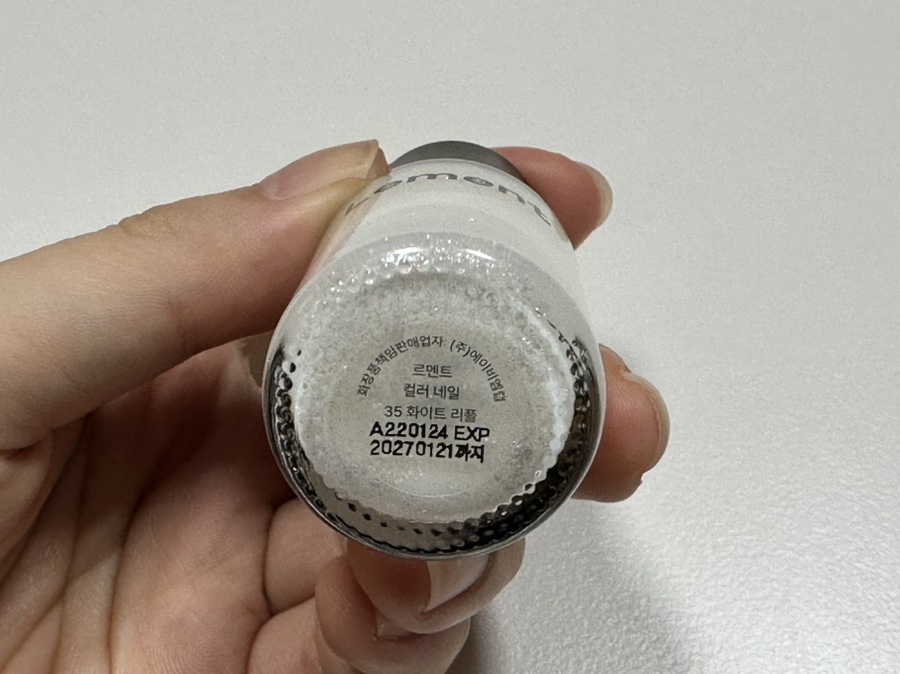 Lement
화장품책임판매업자: (주)에이비엠랩
르멘트
컬러 네일
35 화이트 리플
A220124 EXP
20270121까지